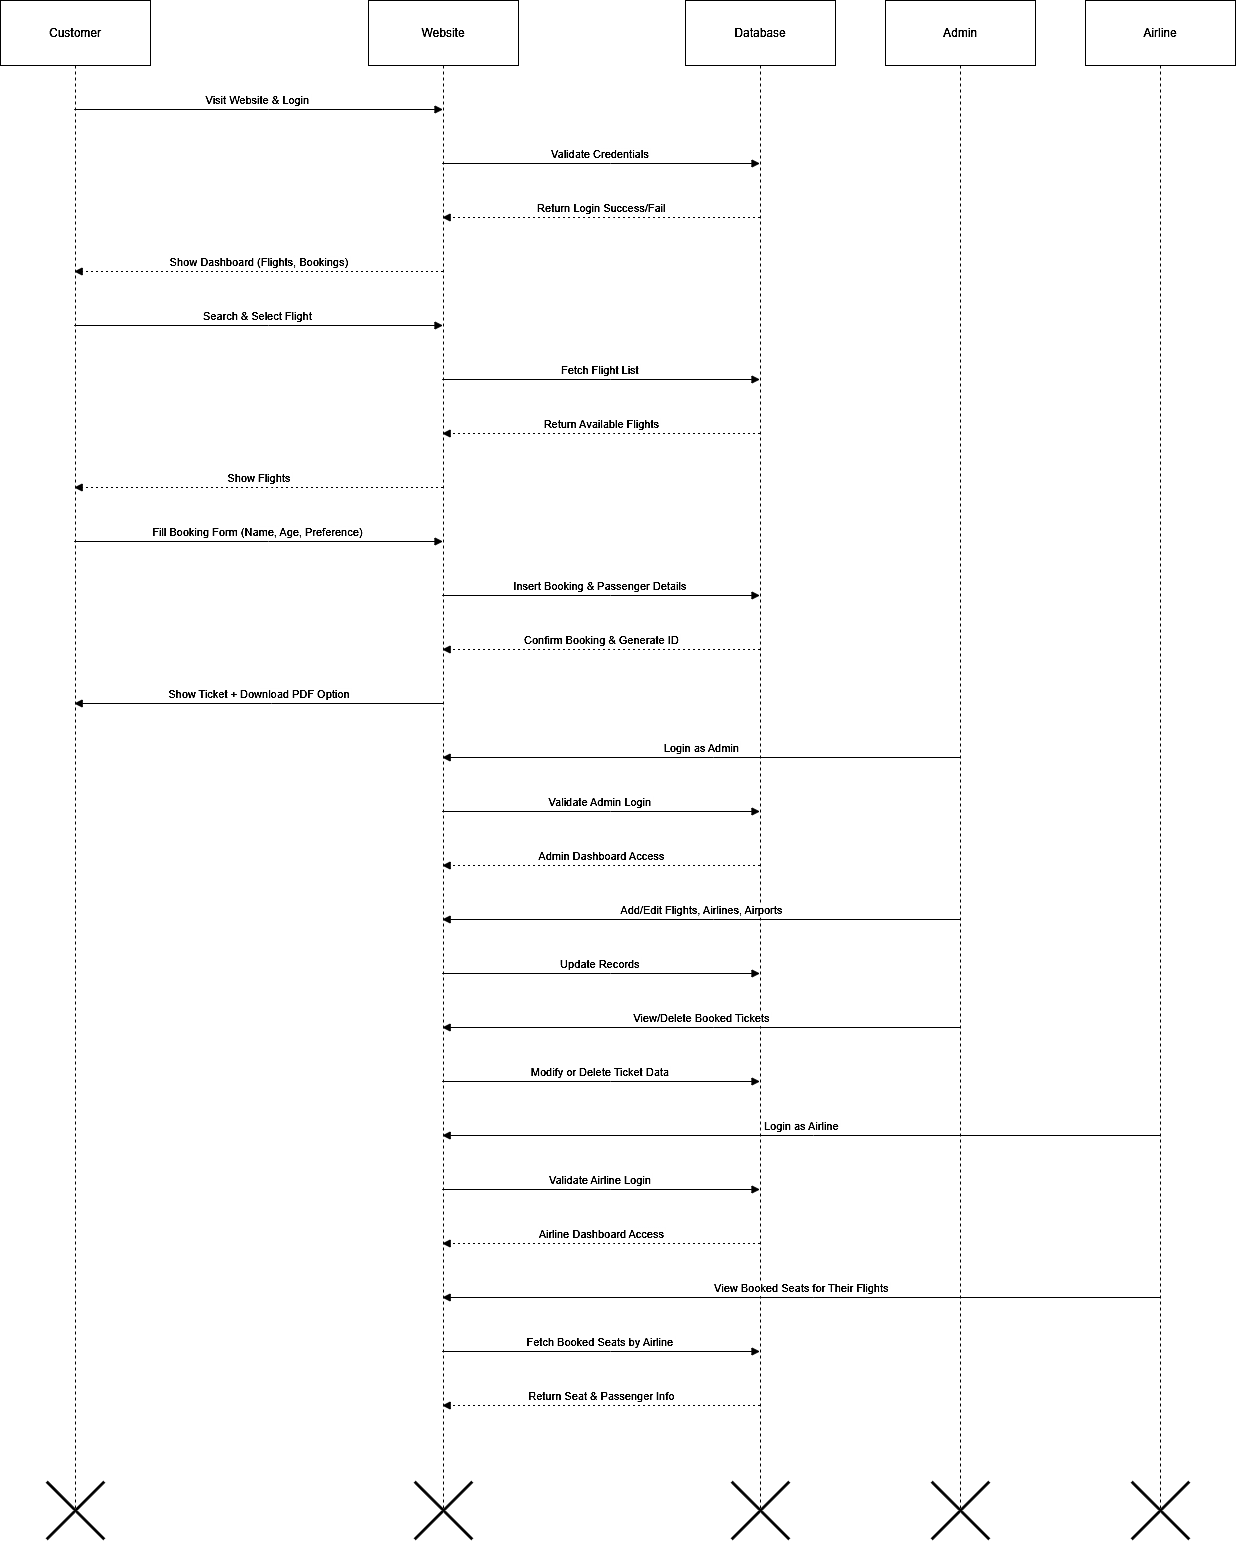 Customer
Website
Database
Admin
Airline
Visit Website & Login
Validate Credentials
Return Login Success/Fail
Show Dashboard (Flights, Bookings)
Search & Select Flight
Fetch Flight List
Return Available Flights
Show Flights
Fill Booking Form (Name, Age, Preference)
Insert Booking & Passenger Details
Confirm Booking & Generate ID
Show Ticket + Download PDF Option
Login as Admin
Validate Admin Login
Admin Dashboard Access
Add/Edit Flights, Airlines, Airports
Update Records
View/Delete Booked Tickets
Modify or Delete Ticket Data
Login as Airline
Validate Airline Login
Airline Dashboard Access
View Booked Seats for Their Flights
Fetch Booked Seats by Airline
Return Seat & Passenger Info